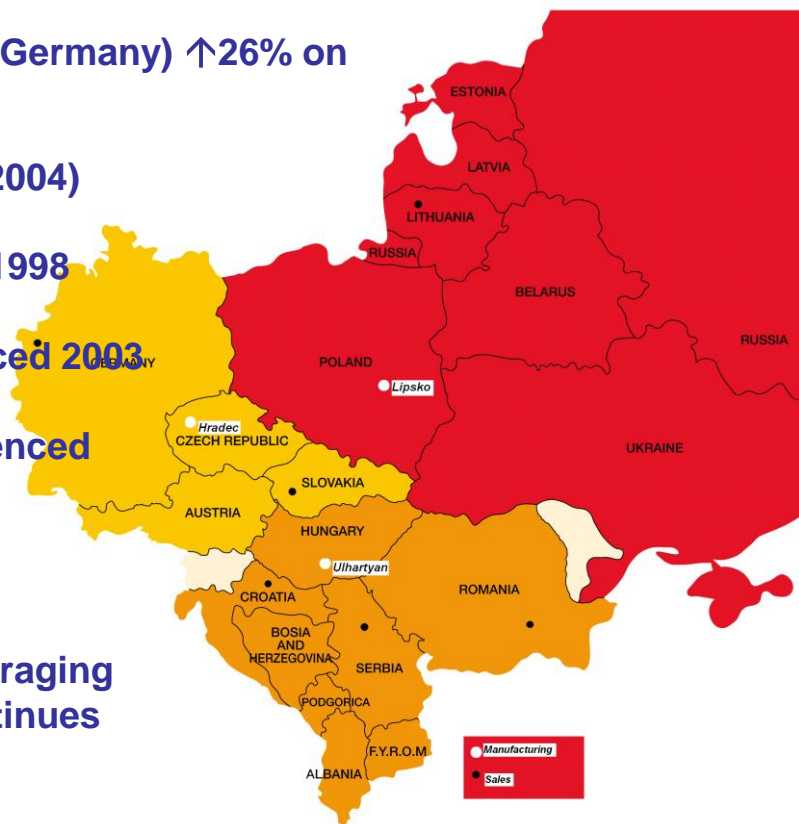 Germany) ↑26% on
2004)
1998
ced 2003
enced
raging
tinues
ESTONIA
LATVIA
LITHUANIA
RUSSIA
BELARUS
RUSSIA
GERMANY
POLAND
Lipsko
Hradec
CZECH REPUBLIC
UKRAINE
SLOVAKIA
AUSTRIA
HUNGARY
Ulhartyan
ROMANIA
CROATIA
BOSIA
AND
HERZEGOVINA
SERBIA
PODGORICA
F.Y.R.O.M
ALBANIA
Manufacturing
Sales